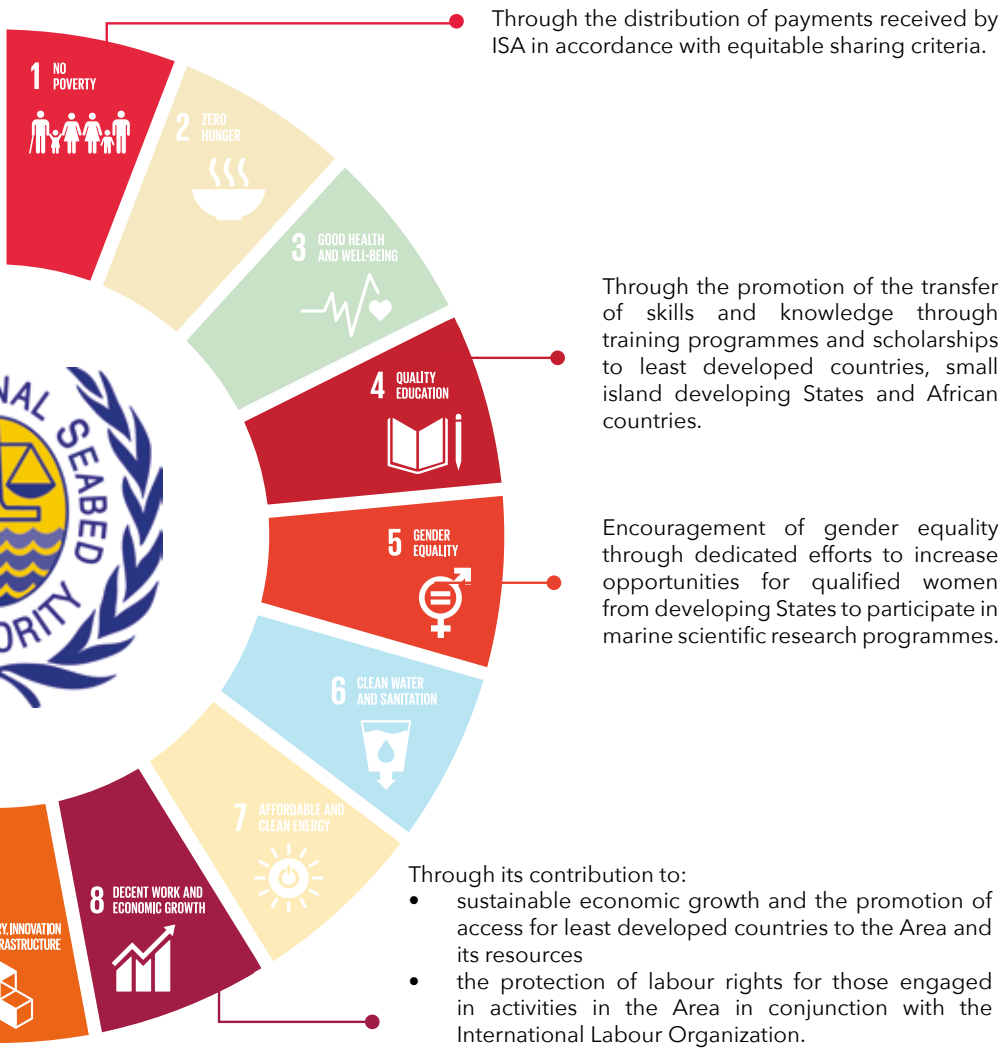 Through the distribution of payments received by
ISA in accordance with equitable sharing criteria.
1 NO
POVERTY
2 ZERO
HUNGER
3 GOOD HEALTH
AND WELL-BEING
Through the promotion of the transfer
of skills and knowledge through
training programmes and scholarships
to least developed countries, small
island developing States and African
countries.
4 QUALITY
EDUCATION
NAL SEABED
ORITY
Encouragement of gender equality
through dedicated efforts to increase
opportunities for qualified women
from developing States to participate in
marine scientific research programmes.
5 GENDER
EQUALITY
6 CLEAN WATER
AND SANITATION
7 AFFORDABLE AND
CLEAN ENERGY
8 DECENT WORK AND
ECONOMIC GROWTH
RY, INNOVATION
RASTRUCTURE
Through its contribution to:
• sustainable economic growth and the promotion of
access for least developed countries to the Area and
its resources
• the protection of labour rights for those engaged
in activities in the Area in conjunction with the
International Labour Organization.